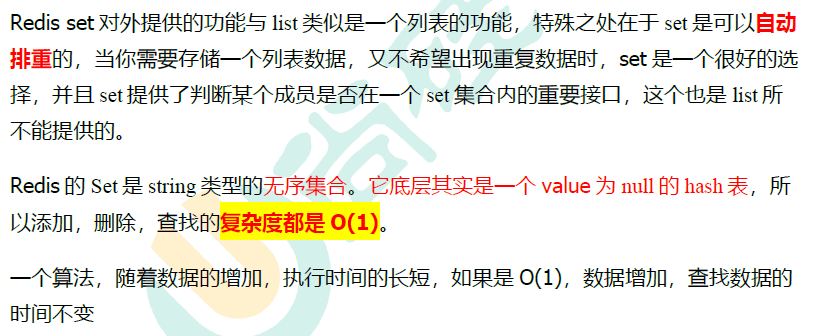 Redis set 对外提供的功能与 list 类似是一个列表的功能，特殊之处在于 set 是可以自动
排重的，当你需要存储一个列表数据，又不希望出现重复数据时，set 是一个很好的选
择，并且 set 提供了判断某个成员是否在一个 set 集合内的重要接口，这个也是 list 所
不能提供的。
Redis 的 Set 是 string 类型的无序集合。它底层其实是一个 value 为 null 的 hash 表，所
以添加，删除，查找的复杂度都是 O(1)。
一个算法，随着数据的增加，执行时间的长短，如果是 O(1)，数据增加，查找数据的
时间不变